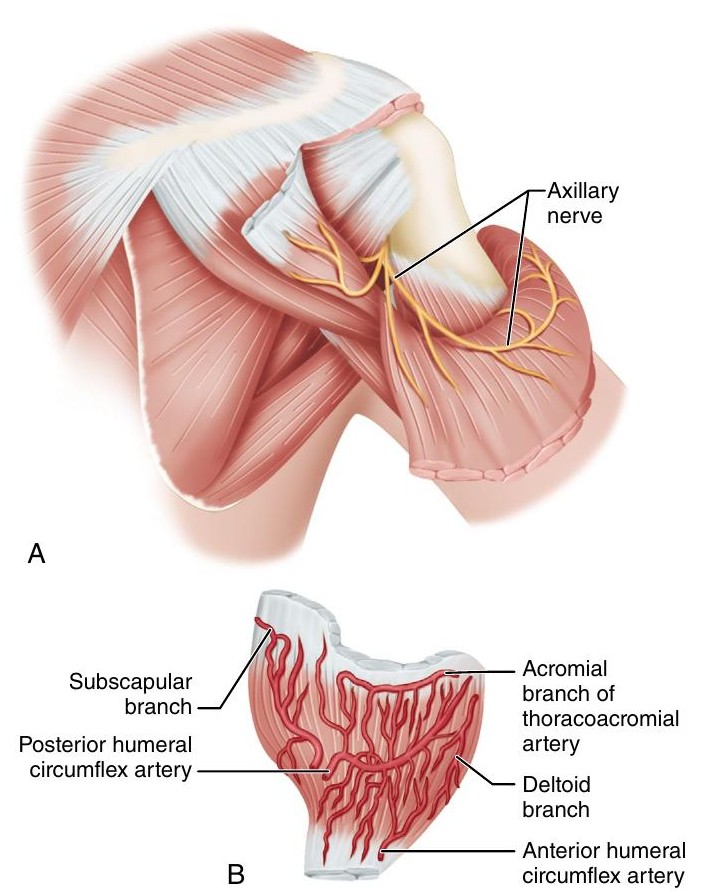 Axillary
nerve
A
Subscapular
branch
Posterior humeral
circumflex artery
Acromial
branch of
thoracoacromial
artery
Deltoid
branch
Anterior humeral
circumflex artery
B